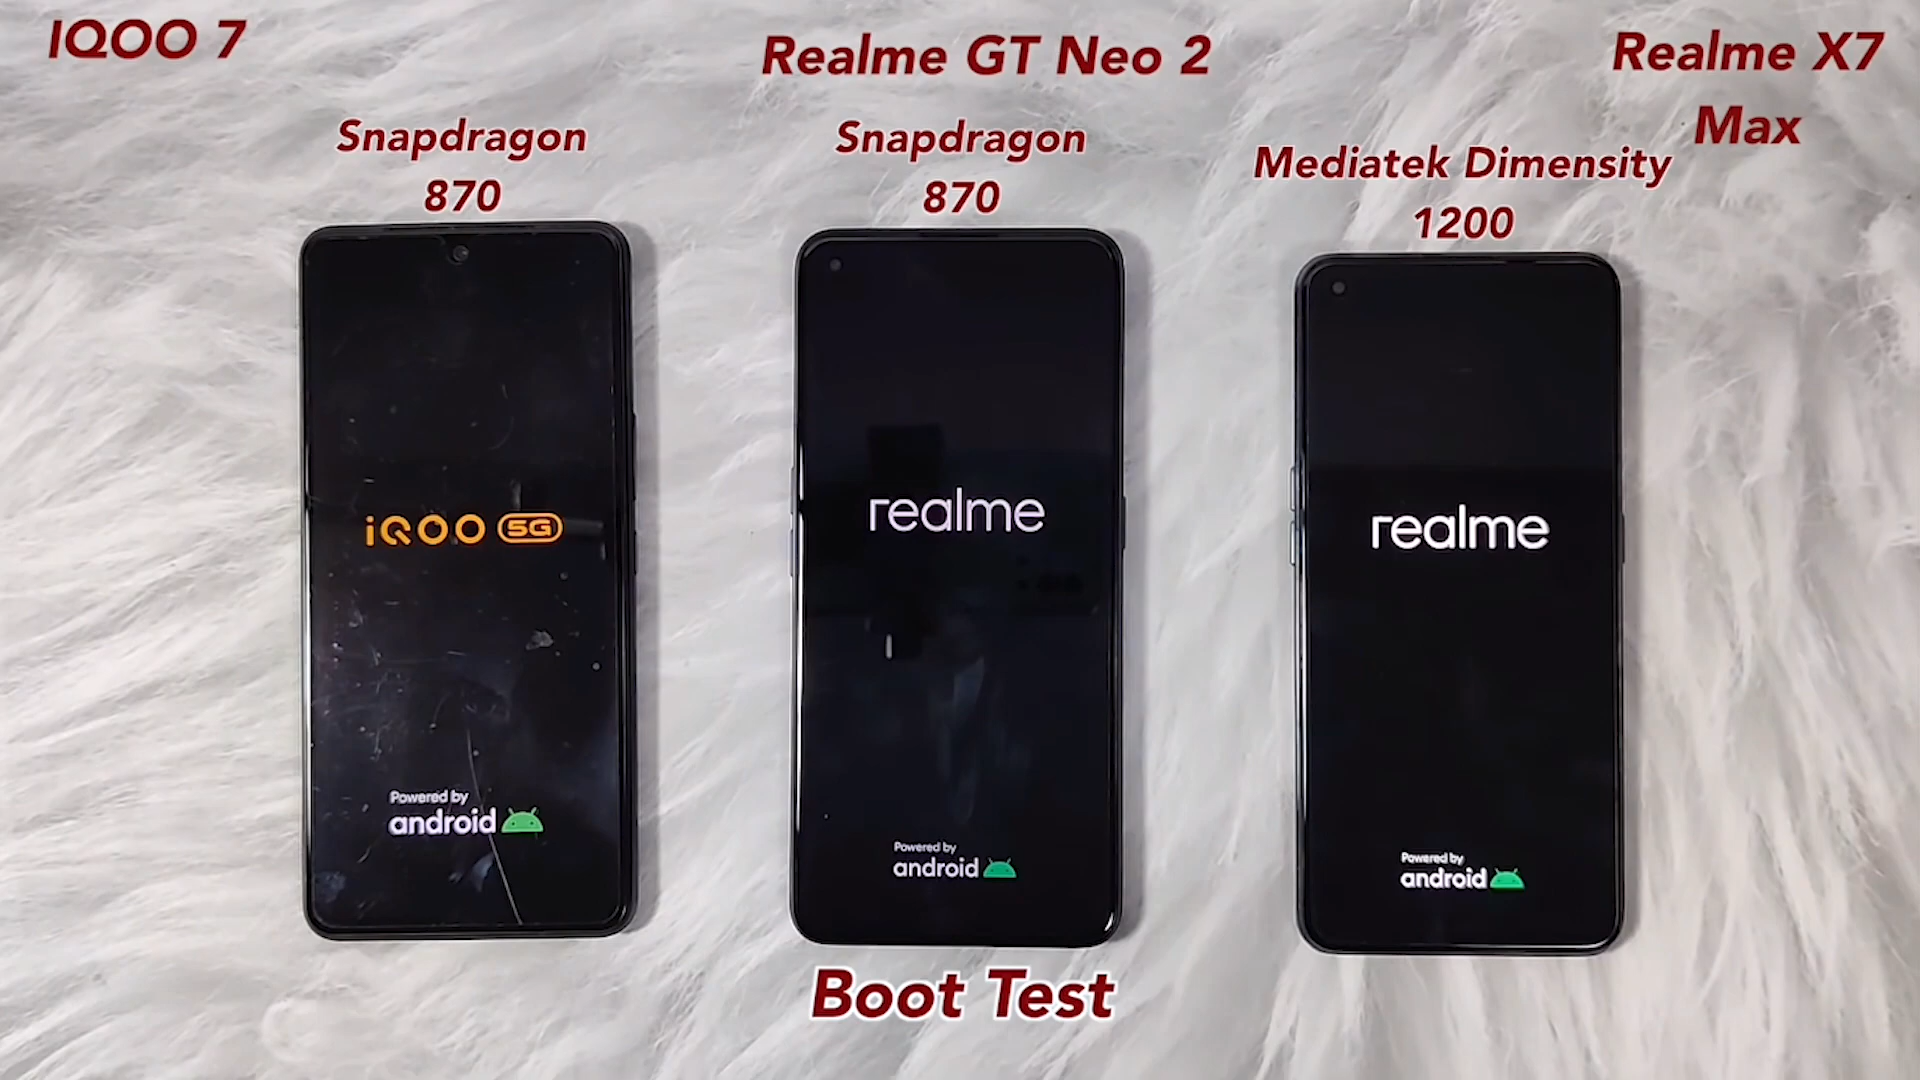 IQOO 7
Realme GT Neo 2
Realme X7
Max
Snapdragon
870
Snapdragon
870
Mediatek Dimensity
1200
iQOO 5G
Powered by
android
realme
Powered by
android
realme
Powered by
android
Boot Test